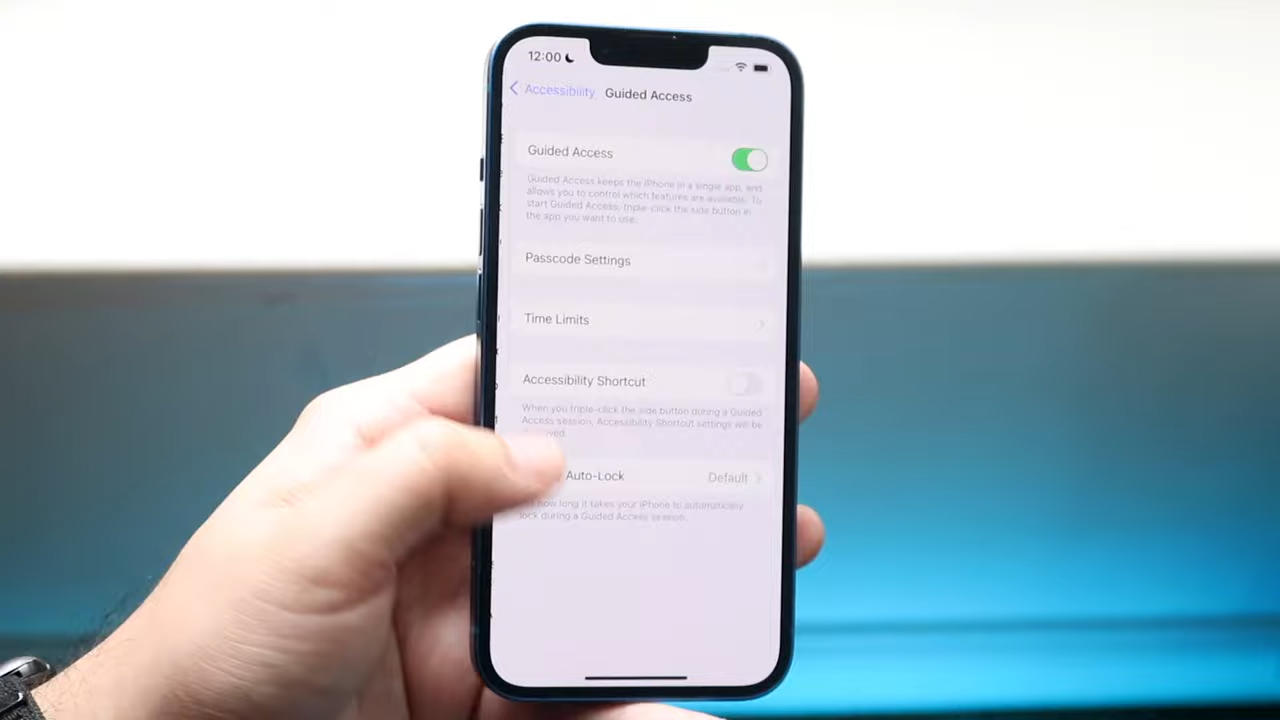 12:00
Accessibility Guided Access
Guided Access
Guided Access keeps the iPhone in a single app, and
allows you to control which features are available. To
start Guided Access, triple-click the side button in
the app you want to use.
Passcode Settings
Time Limits
Accessibility Shortcut
When you triple-click the side button during a Guided
Access session, Accessibility Shortcut settings will be
Auto-Lock Default
how long it takes your iPhone to automatically
lock during a Guided Access session.